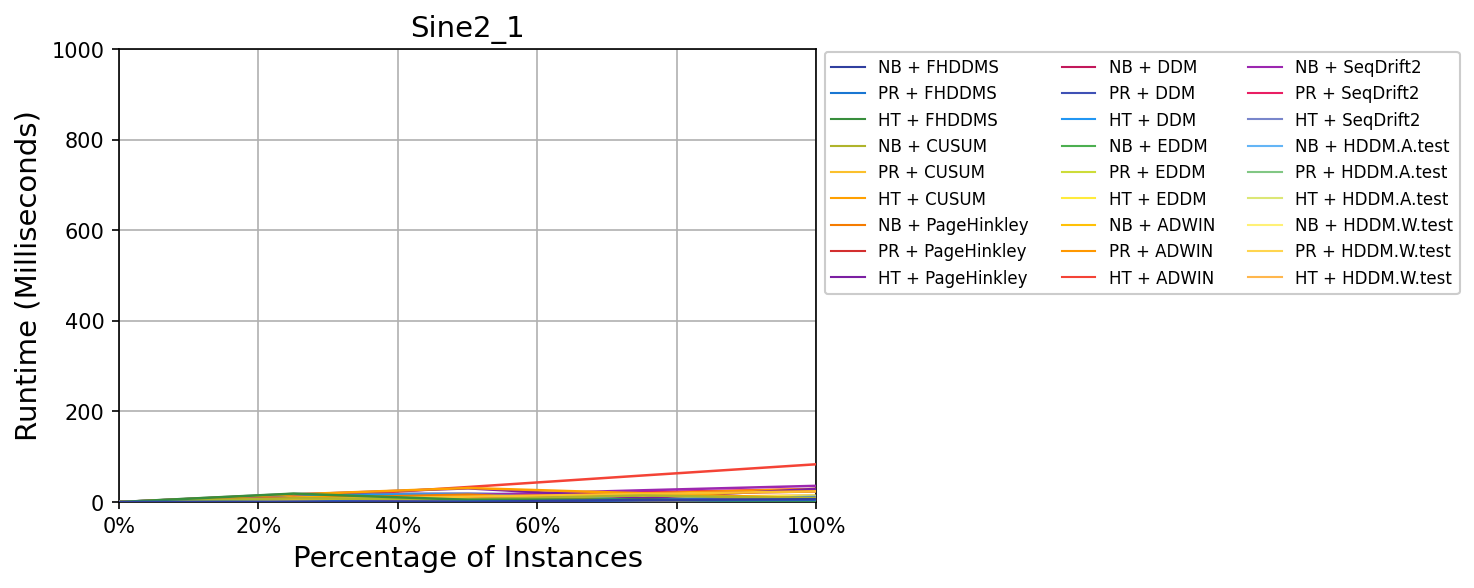 Sine2_1
1000
800
600
400
200
0
Runtime (Milliseconds)
0% 20% 40% 60% 80% 100%
Percentage of Instances
NB + FHDDMS
PR + FHDDMS
HT + FHDDMS
NB + CUSUM
PR + CUSUM
HT + CUSUM
NB + PageHinkley
PR + PageHinkley
HT + PageHinkley
NB + DDM
PR + DDM
HT + DDM
NB + EDDM
PR + EDDM
HT + EDDM
NB + ADWIN
PR + ADWIN
HT + ADWIN
NB + SeqDrift2
PR + SeqDrift2
HT + SeqDrift2
NB + HDDM.A.test
PR + HDDM.A.test
HT + HDDM.A.test
NB + HDDM.W.test
PR + HDDM.W.test
HT + HDDM.W.test